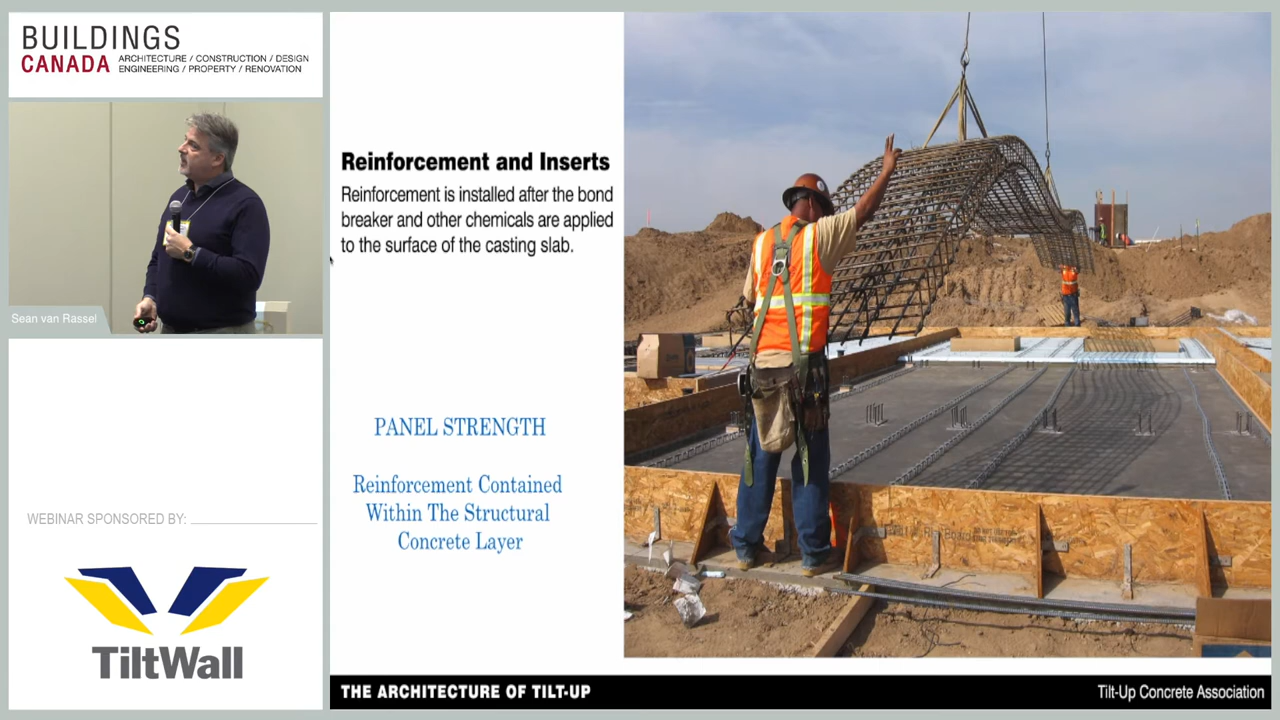 BUILDINGS
CANADA
ARCHITECTURE / CONSTRUCTION / DESIGN
ENGINEERING / PROPERTY / RENOVATION
Sean van Rassel
WEBINAR SPONSORED BY:
TiltWall
Reinforcement and Inserts
Reinforcement is installed after the bond
breaker and other chemicals are applied
to the surface of the casting slab.
PANEL STRENGTH
Reinforcement Contained
Within The Structural
Concrete Layer
THE ARCHITECTURE OF TILT-UP
Tilt-Up Concrete Association